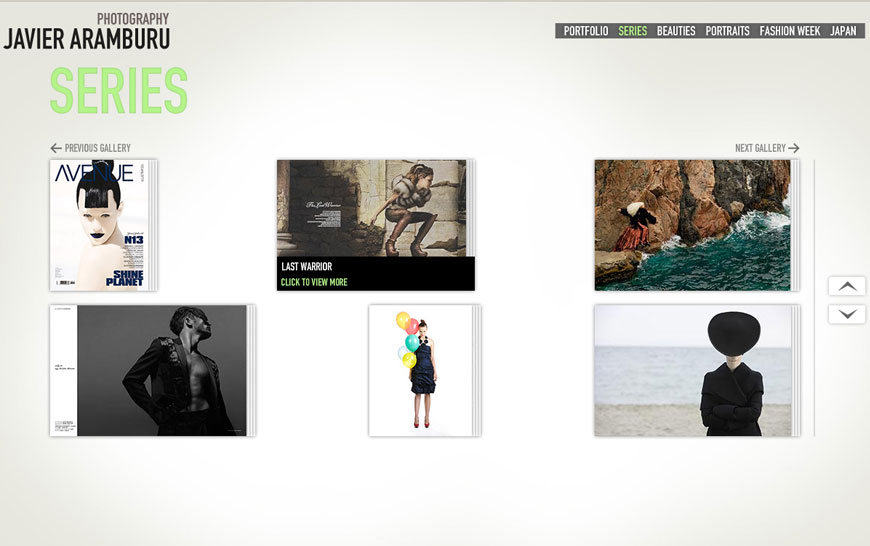 PHOTOGRAPHY
JAVIER ARAMBURU
PORTFOLIO SERIES BEAUTIES PORTRAITS FASHION WEEK JAPAN
SERIES
PREVIOUS GALLERY
NEXT GALLERY
AVENUE
N13
SHINE
PLANET
The Last Warrior
LAST WARRIOR
CLICK TO VIEW MORE